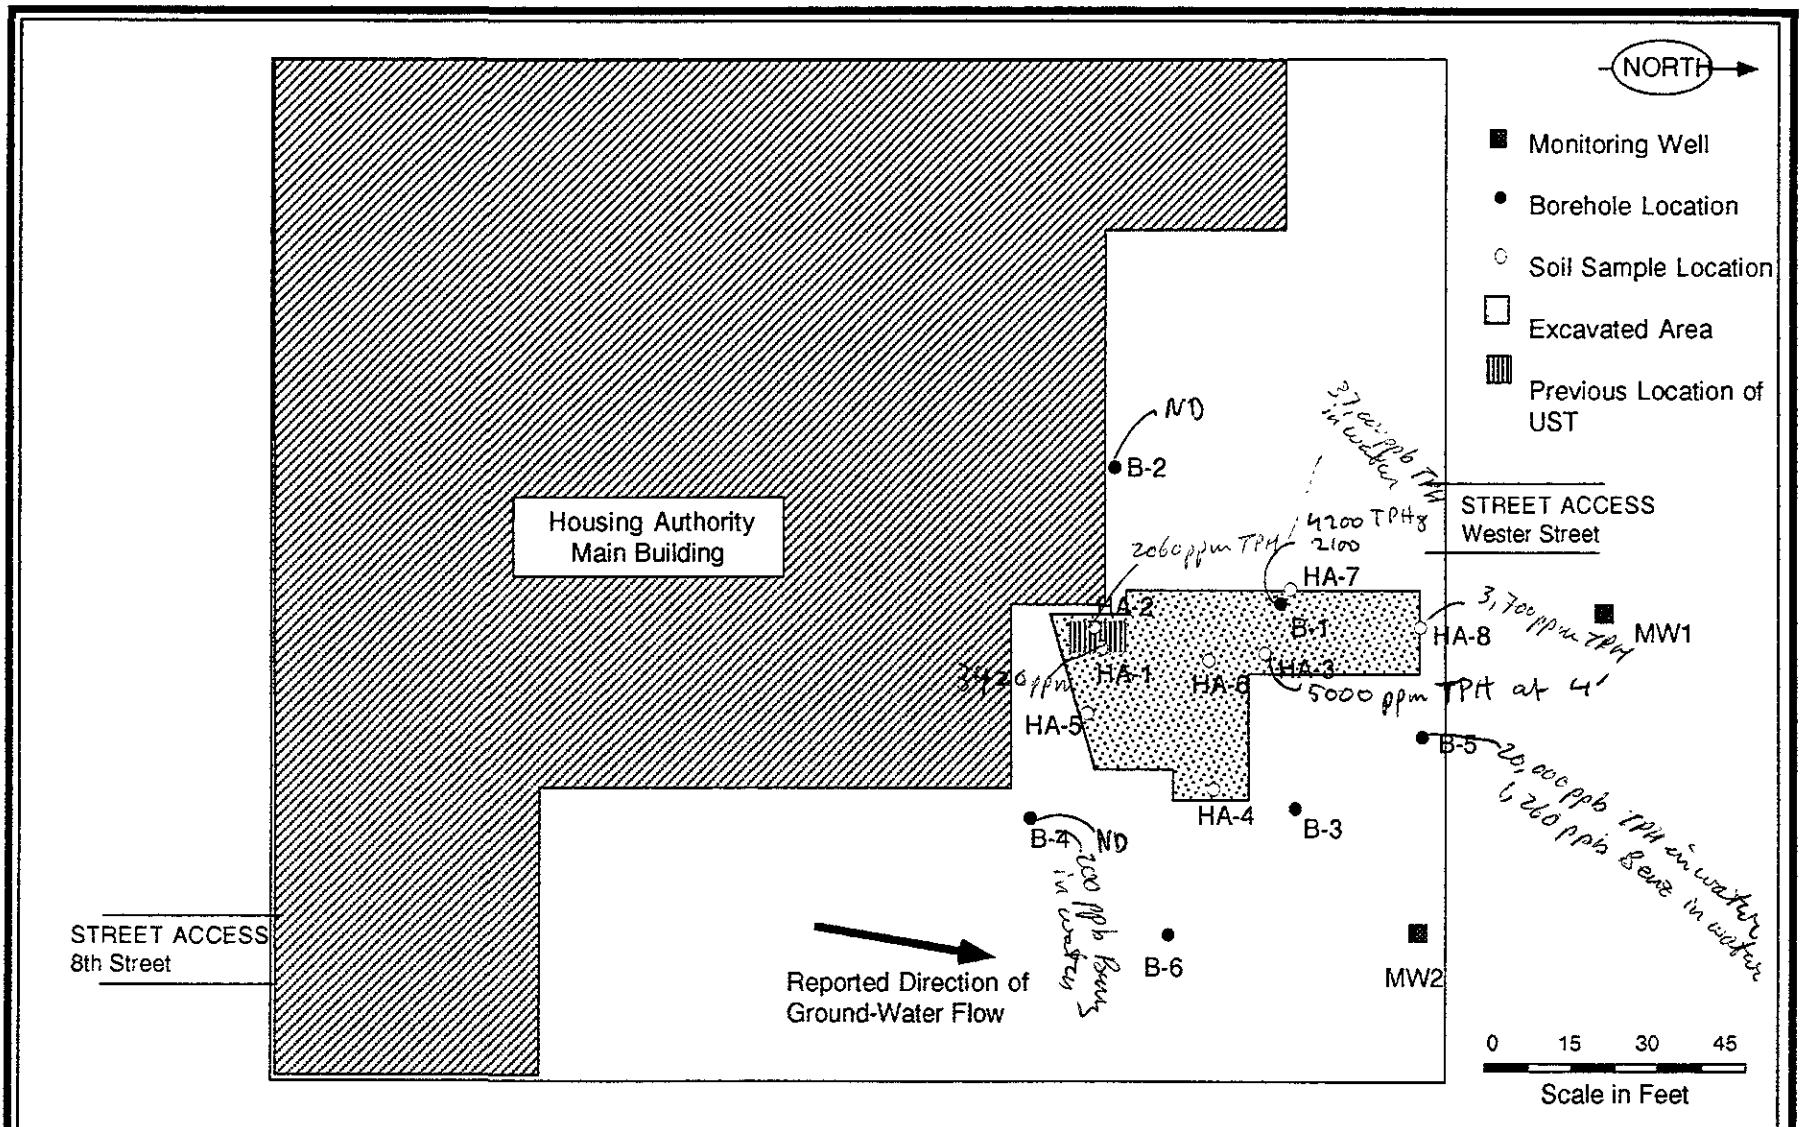 NORTH
Monitoring Well
Borehole Location
Soil Sample Location
Excavated Area
Previous Location of
UST
ND
B-2
37,000 ppb TPH
in water
STREET ACCESS
Wester Street
Housing Authority
Main Building
4200 TPHg
2100
2060 ppm TPH
HA-7
HA-2
B-1
3,700 ppm TPH
HA-8
MW1
HA-1
HA-6
HA-3
ppm
5000 ppm TPH at 4'
HA-5
B-5
20,000 ppb TPH in water
1,260 ppb Benz in water
HA-4
B-3
B-4
ND
200 ppb Benz
in water
STREET ACCESS
8th Street
B-6
MW2
Reported Direction of
Ground-Water Flow
0 15 30 45
Scale in Feet